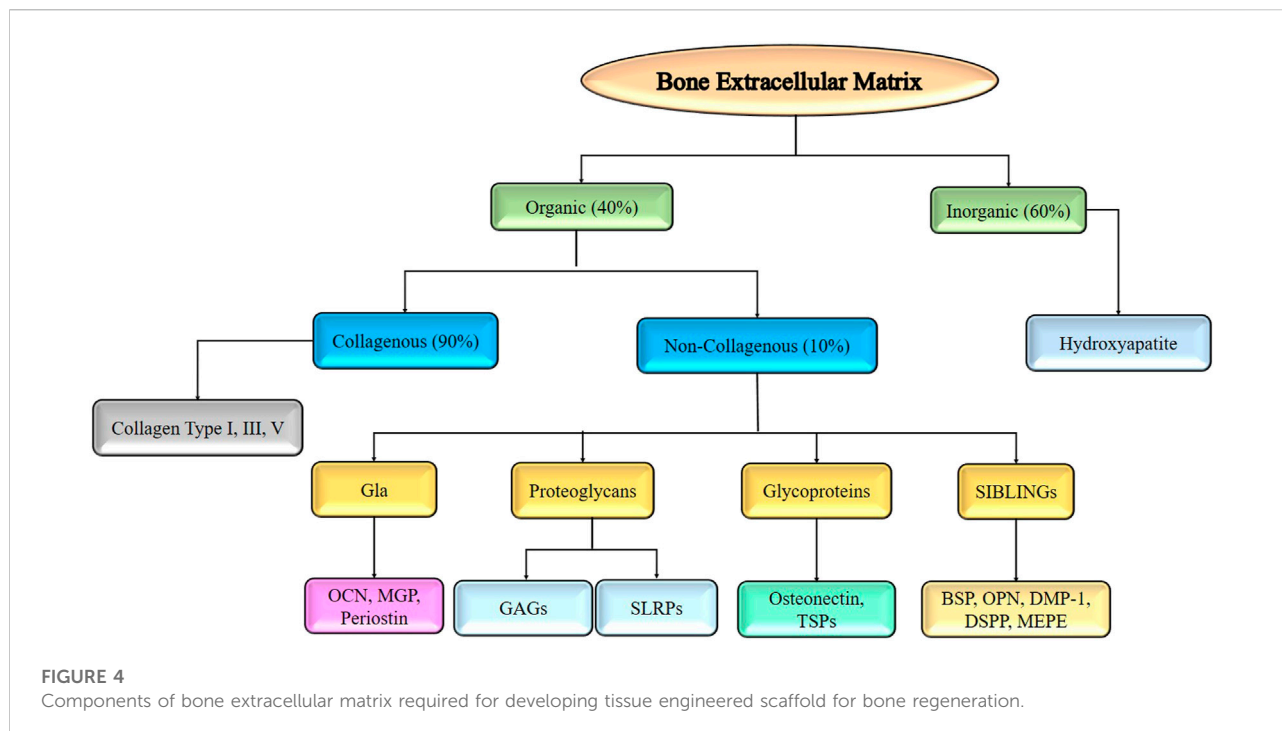 Bone Extracellular Matrix
Organic (40%)
Inorganic (60%)
Collagenous (90%)
Non-Collagenous (10%)
Hydroxyapatite
Collagen Type I, III, V
Gla
Proteoglycans
Glycoproteins
SIBLINGs
OCN, MGP,
Periostin
GAGs
SLRPs
Osteonectin,
TSPs
BSP, OPN, DMP-1,
DSPP, MEPE
FIGURE 4
Components of bone extracellular matrix required for developing tissue engineered scaffold for bone regeneration.